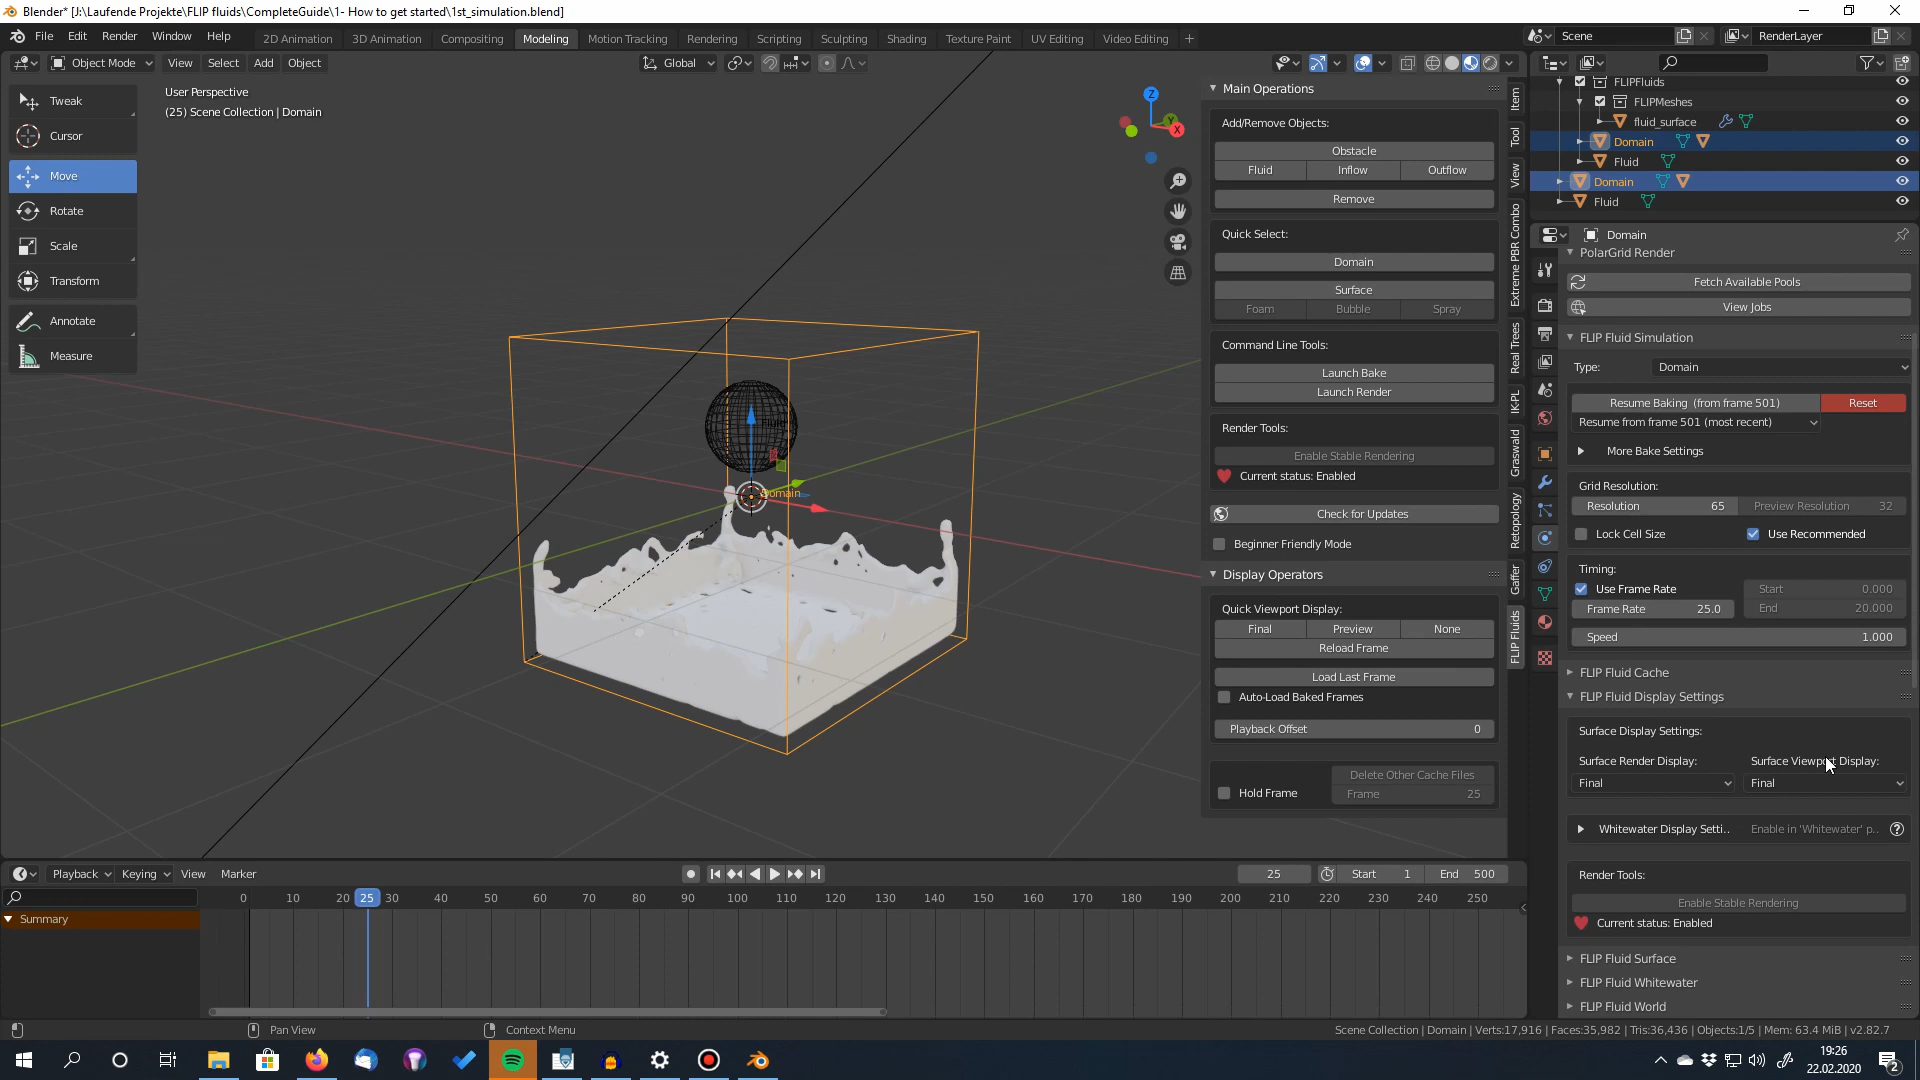 Blender* [J:\Laufende Projekte\FLIP fluids\CompleteGuide\1- How to get started\1st_simulation.blend]
File Edit Render Window Help
2D Animation 3D Animation Compositing Modeling Motion Tracking Rendering Scripting Sculpting Shading Texture Paint UV Editing Video Editing +
Scene
RenderLayer
Object Mode View Select Add Object
Global
Tweak
Cursor
Move
Rotate
Scale
Transform
Annotate
Measure
User Perspective
(25) Scene Collection | Domain
Z
Y
X
Fluid
Domain
Main Operations
Add/Remove Objects:
Obstacle
Fluid Inflow Outflow
Remove
Quick Select:
Domain
Surface
Foam Bubble Spray
Command Line Tools:
Launch Bake
Launch Render
Render Tools:
Enable Stable Rendering
Current status: Enabled
Check for Updates
Beginner Friendly Mode
Display Operators
Quick Viewport Display:
Final Preview None
Reload Frame
Load Last Frame
Auto-Load Baked Frames
Playback Offset 0
Delete Other Cache Files
Hold Frame
Frame 25
Item
Tool
View
Extreme PBR Combo
Real Trees
IK-PL
Graswald
Retopology
Gaffer
FLIP Fluids
FLIPFluids
FLIPMeshes
fluid_surface
Domain
Fluid
Domain
Fluid
Domain
PolarGrid Render
Fetch Available Pools
View Jobs
FLIP Fluid Simulation
Type: Domain
Resume Baking (from frame 501) Reset
Resume from frame 501 (most recent)
More Bake Settings
Grid Resolution:
Resolution 65 Preview Resolution 32
Lock Cell Size Use Recommended
Timing:
Use Frame Rate Start 0.000
Frame Rate 25.0 End 20.000
Speed 1.000
FLIP Fluid Cache
FLIP Fluid Display Settings
Surface Display Settings:
Surface Render Display: Surface Viewport Display:
Final Final
Whitewater Display Setti.. Enable in 'Whitewater' p.. ?
Render Tools:
Enable Stable Rendering
Current status: Enabled
FLIP Fluid Surface
FLIP Fluid Whitewater
FLIP Fluid World
Playback Keying View Marker
25 Start 1 End 500
0 10 20 25 30 40 50 60 70 80 90 100 110 120 130 140 150 160 170 180 190 200 210 220 230 240 250
Summary
Pan View
Context Menu
Scene Collection | Domain | Verts:17,916 | Faces:35,982 | Tris:36,436 | Objects:1/5 | Mem: 63.4 MiB | v2.82.7
19:26
22.02.2020
2